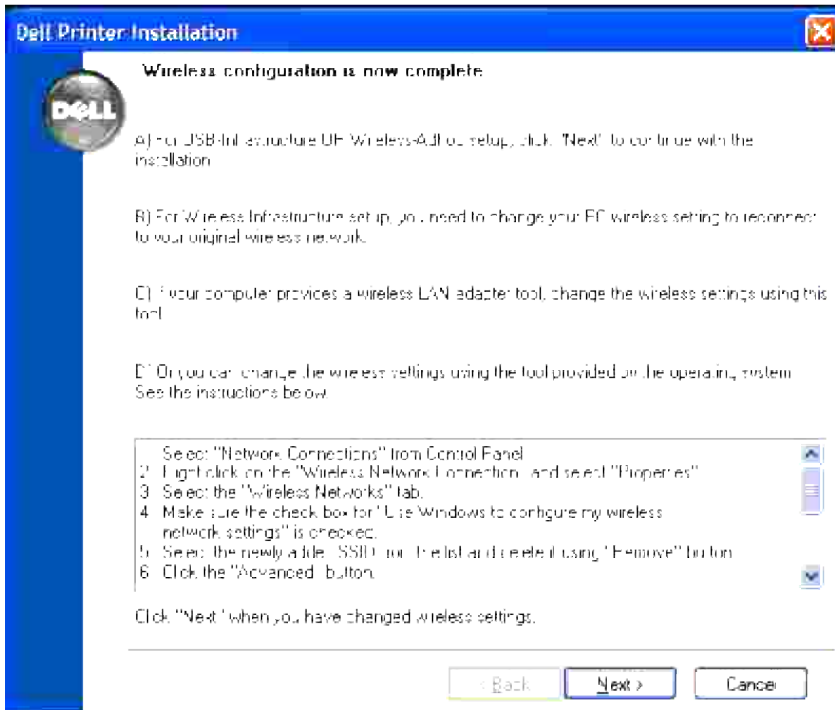 Dell Printer Installation
Wireless configuration is now complete
DELL
A) For USB-Infrastructure OR Wireless-Adhoc setup, click "Next" to continue with the
installation
B) For Wireless Infrastructure setup, you need to change your PC wireless setting to reconnect
to your original wireless network.
C) If your computer provides a wireless LAN adapter tool, change the wireless settings using this
tool
D) Or you can change the wireless settings using the tool provided by the operating system
See the instructions below
Select "Network Connections" from Control Panel
2 Right click on the "Wireless Network Connection" and select "Properties"
3 Select the "Wireless Networks" tab.
4 Make sure the check box for "Use Windows to configure my wireless
network settings" is checked.
5 Select the newly added SSID from the list and delete it using "Remove" button
6 Click the "Advanced" button.
Click "Next" when you have changed wireless settings.
< Back
Next >
Cancel